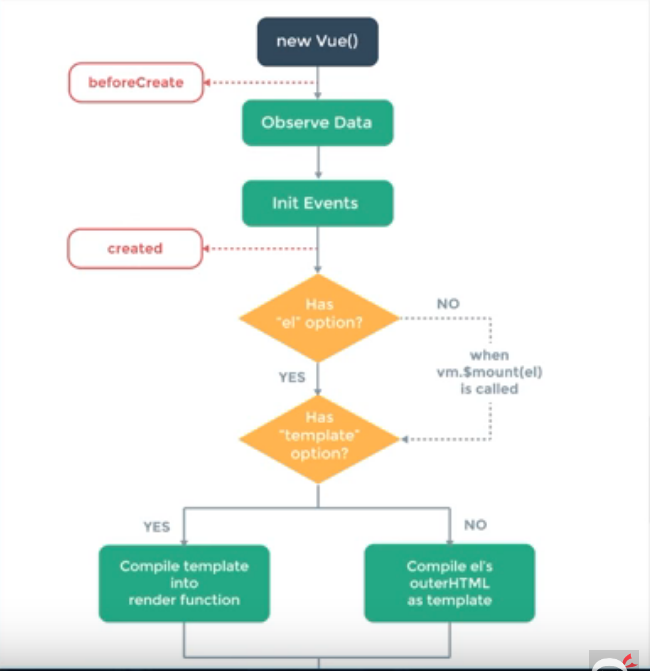 new Vue()
beforeCreate
Observe Data
Init Events
created
Has
"el" option?
NO
when
vm.$mount(el)
is called
YES
Has
"template"
option?
YES
NO
Compile template
into
render function
Compile el's
outerHTML
as template